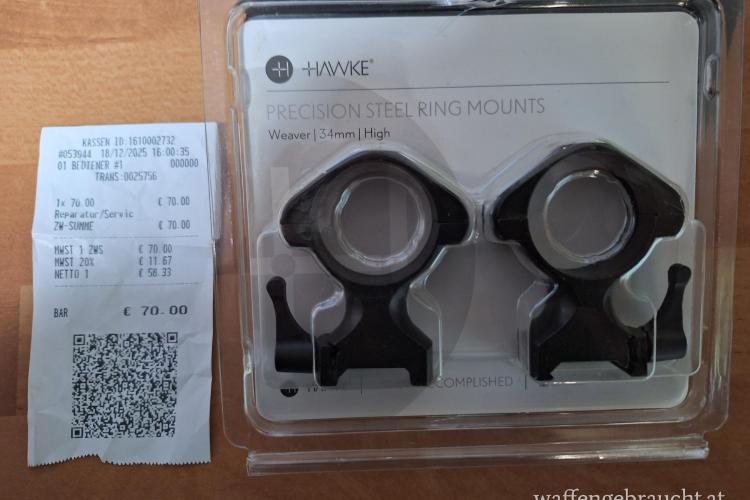 KASSEN ID:1610002732
#053944 18/12/2025 16:00:35
01 BEDIENER #1 000000
TRANS:0025756
1x 70.00 € 70.00
Reparatur/Servic
ZW-SUMME € 70.00
MWST 1 ZWS € 70.00
MWST 20% € 11.67
NETTO 1 € 58.33
BAR € 70.00
HAWKE®
PRECISION STEEL RING MOUNTS
Weaver | 34mm | High
COMPLISHED
waffengebraucht.at